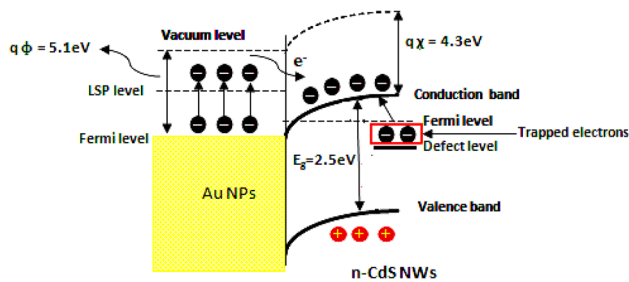 Vacuum level
qϕ = 5.1eV
qχ = 4.3eV
e-
LSP level
Conduction band
Fermi level
Trapped electrons
Fermi level
Defect level
Eg=2.5eV
Au NPs
Valence band
n-CdS NWs